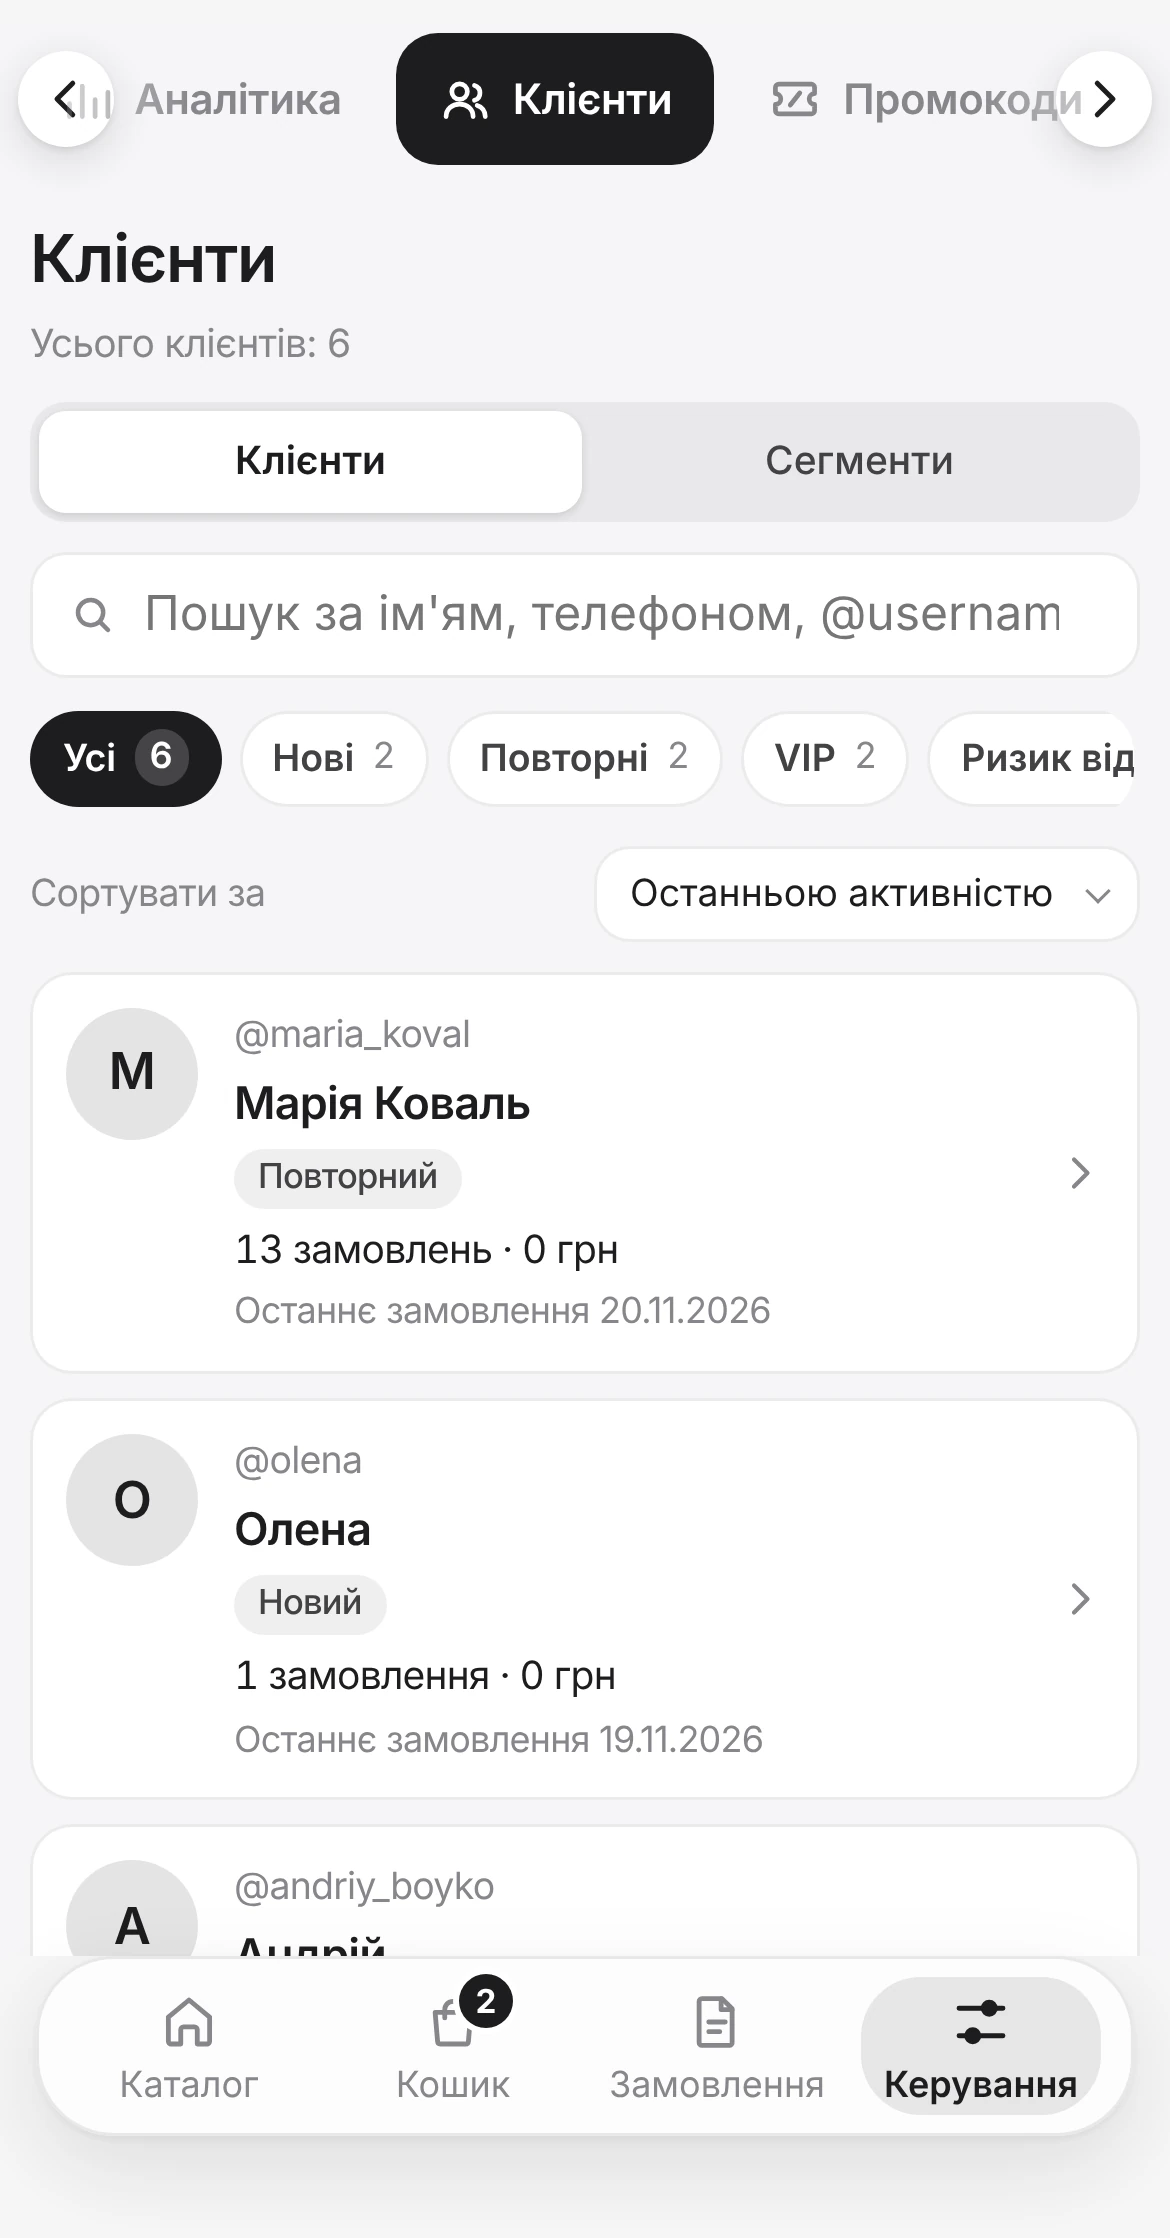 Аналітика
Клієнти
Промокоди
Клієнти
Усього клієнтів: 6
Клієнти
Сегменти
Пошук за ім'ям, телефоном, @usernam
Усі 6
Нові 2
Повторні 2
VIP 2
Ризик від
Сортувати за
Останньою активністю
М
@maria_koval
Марія Коваль
Повторний
13 замовлень · 0 грн
Останнє замовлення 20.11.2026
О
@olena
Олена
Новий
1 замовлення · 0 грн
Останнє замовлення 19.11.2026
А
@andriy_boyko
Андрій
2
Каталог
Кошик
Замовлення
Керування